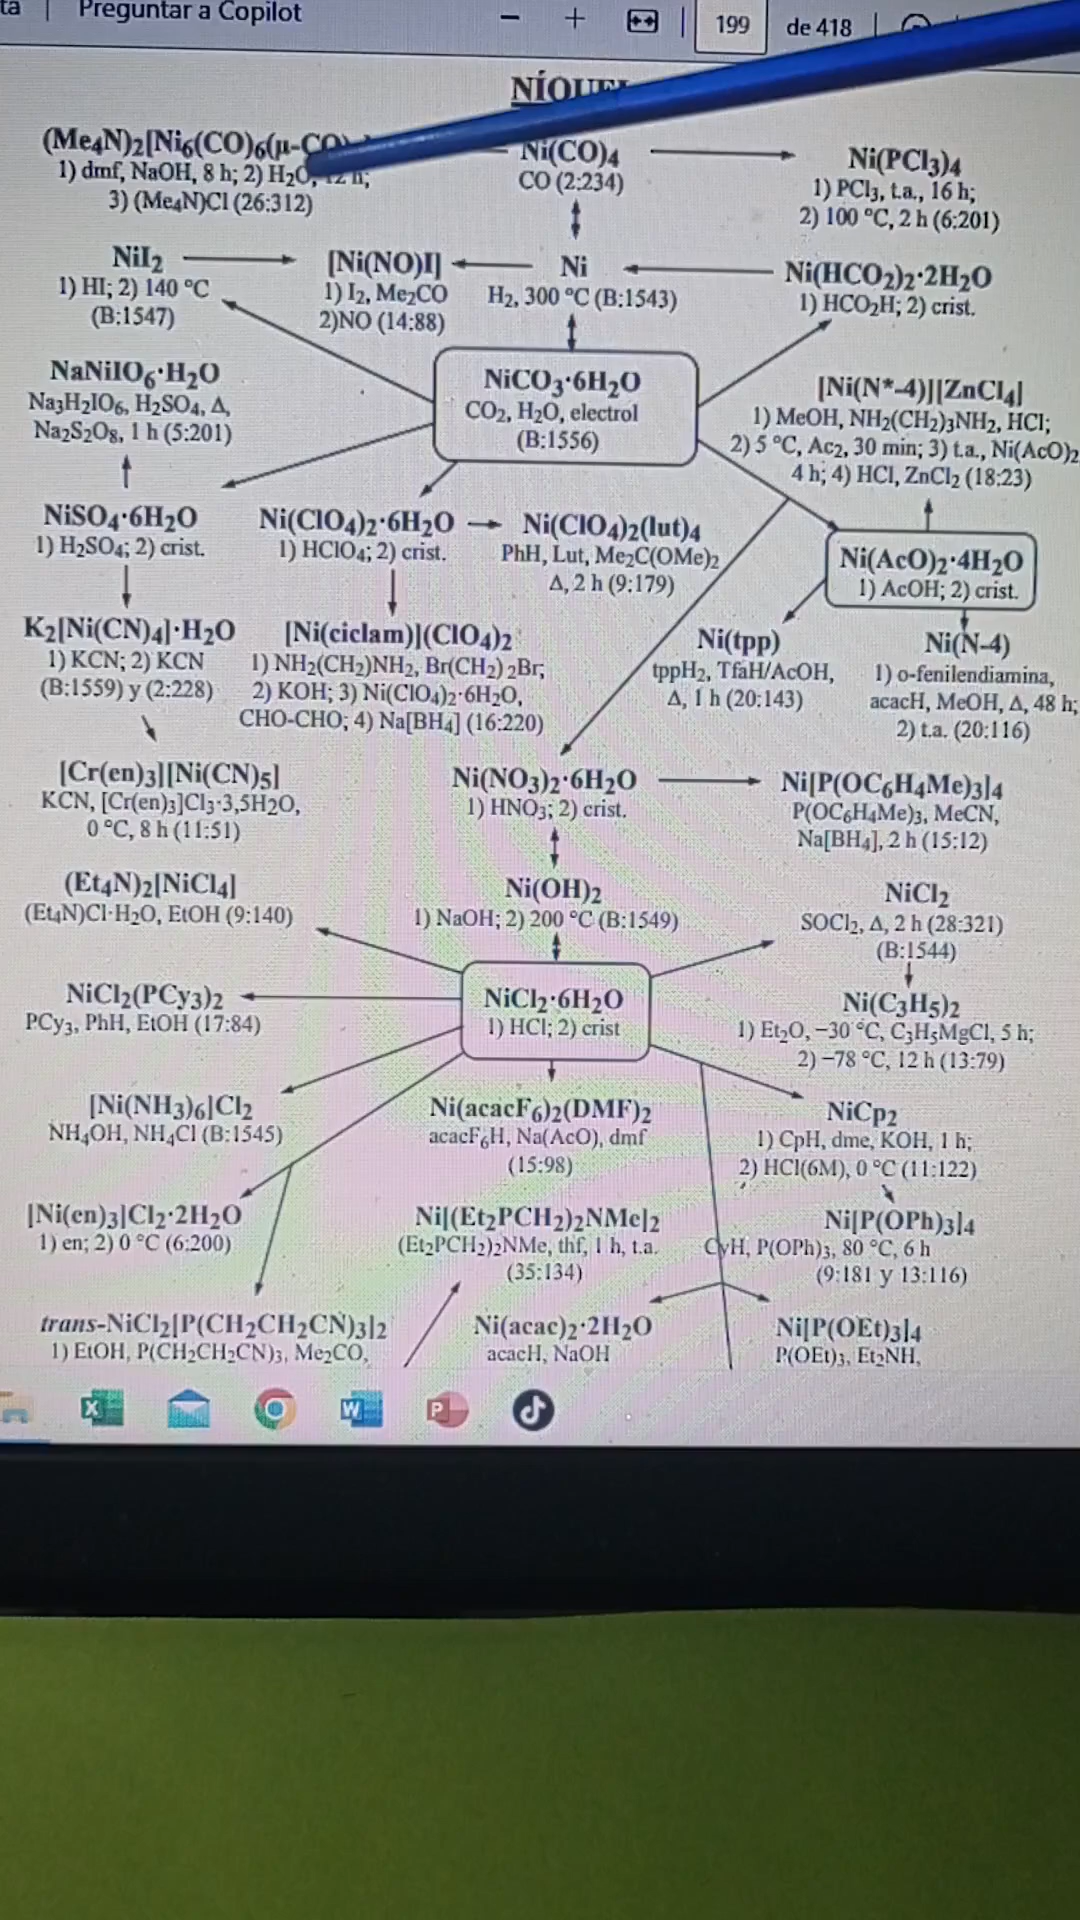 Preguntar a Copilot
199 de 418
NÍQUEL
(Me4N)2[Ni6(CO)6(μ-CO)
1) dmf, NaOH, 8 h; 2) H2O, 12 h;
3) (Me4N)Cl (26:312)
Ni(CO)4
CO (2:234)
Ni(PCl3)4
1) PCl3, t.a., 16 h;
2) 100 °C, 2 h (6:201)
NiI2
1) HI; 2) 140 °C
(B:1547)
[Ni(NO)I]
1) I2, Me2CO
2)NO (14:88)
Ni
H2, 300 °C (B:1543)
Ni(HCO2)2·2H2O
1) HCO2H; 2) crist.
NaNiIO6·H2O
Na3H2IO6, H2SO4, Δ,
Na2S2O8, 1 h (5:201)
NiCO3·6H2O
CO2, H2O, electrol
(B:1556)
[Ni(N*-4)][ZnCl4]
1) MeOH, NH2(CH2)3NH2, HCl;
2) 5 °C, Ac2, 30 min; 3) t.a., Ni(AcO)2
4 h; 4) HCl, ZnCl2 (18:23)
NiSO4·6H2O
1) H2SO4; 2) crist.
Ni(ClO4)2·6H2O
1) HClO4; 2) crist.
Ni(ClO4)2(lut)4
PhH, Lut, Me2C(OMe)2
Δ, 2 h (9:179)
Ni(AcO)2·4H2O
1) AcOH; 2) crist.
K2[Ni(CN)4]·H2O
1) KCN; 2) KCN
(B:1559) y (2:228)
[Ni(ciclam)](ClO4)2
1) NH2(CH2)NH2, Br(CH2)2Br;
2) KOH; 3) Ni(ClO4)2·6H2O,
CHO-CHO; 4) Na[BH4] (16:220)
Ni(tpp)
tppH2, TfaH/AcOH,
Δ, 1 h (20:143)
Ni(N-4)
1) o-fenilendiamina,
acacH, MeOH, Δ, 48 h;
2) t.a. (20:116)
[Cr(en)3][Ni(CN)5]
KCN, [Cr(en)3]Cl3·3,5H2O,
0 °C, 8 h (11:51)
Ni(NO3)2·6H2O
1) HNO3; 2) crist.
Ni[P(OC6H4Me)3]4
P(OC6H4Me)3, MeCN,
Na[BH4], 2 h (15:12)
(Et4N)2[NiCl4]
(Et4N)Cl·H2O, EtOH (9:140)
Ni(OH)2
1) NaOH; 2) 200 °C (B:1549)
NiCl2
SOCl2, Δ, 2 h (28:321)
(B:1544)
NiCl2(PCy3)2
PCy3, PhH, EtOH (17:84)
NiCl2·6H2O
1) HCl; 2) crist
Ni(C3H5)2
1) Et2O, −30 °C, C3H5MgCl, 5 h;
2) −78 °C, 12 h (13:79)
[Ni(NH3)6]Cl2
NH4OH, NH4Cl (B:1545)
Ni(acacF6)2(DMF)2
acacF6H, Na(AcO), dmf
(15:98)
NiCp2
1) CpH, dme, KOH, 1 h;
2) HCl(6M), 0 °C (11:122)
[Ni(en)3]Cl2·2H2O
1) en; 2) 0 °C (6:200)
Ni[(Et2PCH2)2NMe]2
(Et2PCH2)2NMe, thf, 1 h, t.a.
(35:134)
Ni[P(OPh)3]4
CyH, P(OPh)3, 80 °C, 6 h
(9:181 y 13:116)
trans-NiCl2[P(CH2CH2CN)3]2
1) EtOH, P(CH2CH2CN)3, Me2CO,
Ni(acac)2·2H2O
acacH, NaOH
Ni[P(OEt)3]4
P(OEt)3, Et2NH,